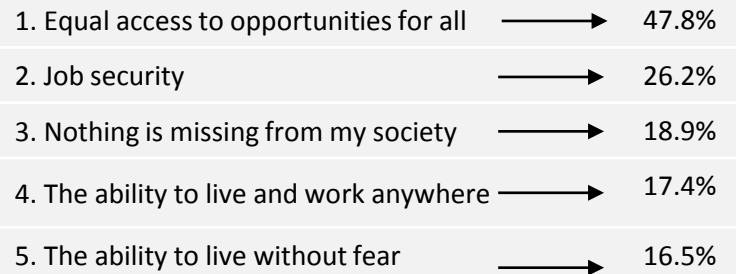 1. Equal access to opportunities for all 47.8%
2. Job security 26.2%
3. Nothing is missing from my society 18.9%
4. The ability to live and work anywhere 17.4%
5. The ability to live without fear 16.5%